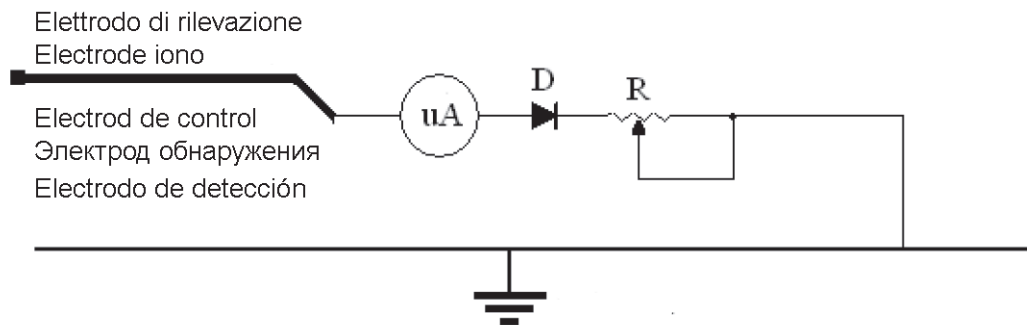 Elettrodo di rilevazione
Electrode iono
Electrod de control
Электрод обнаружения
Electrodo de detección
uA
D
R